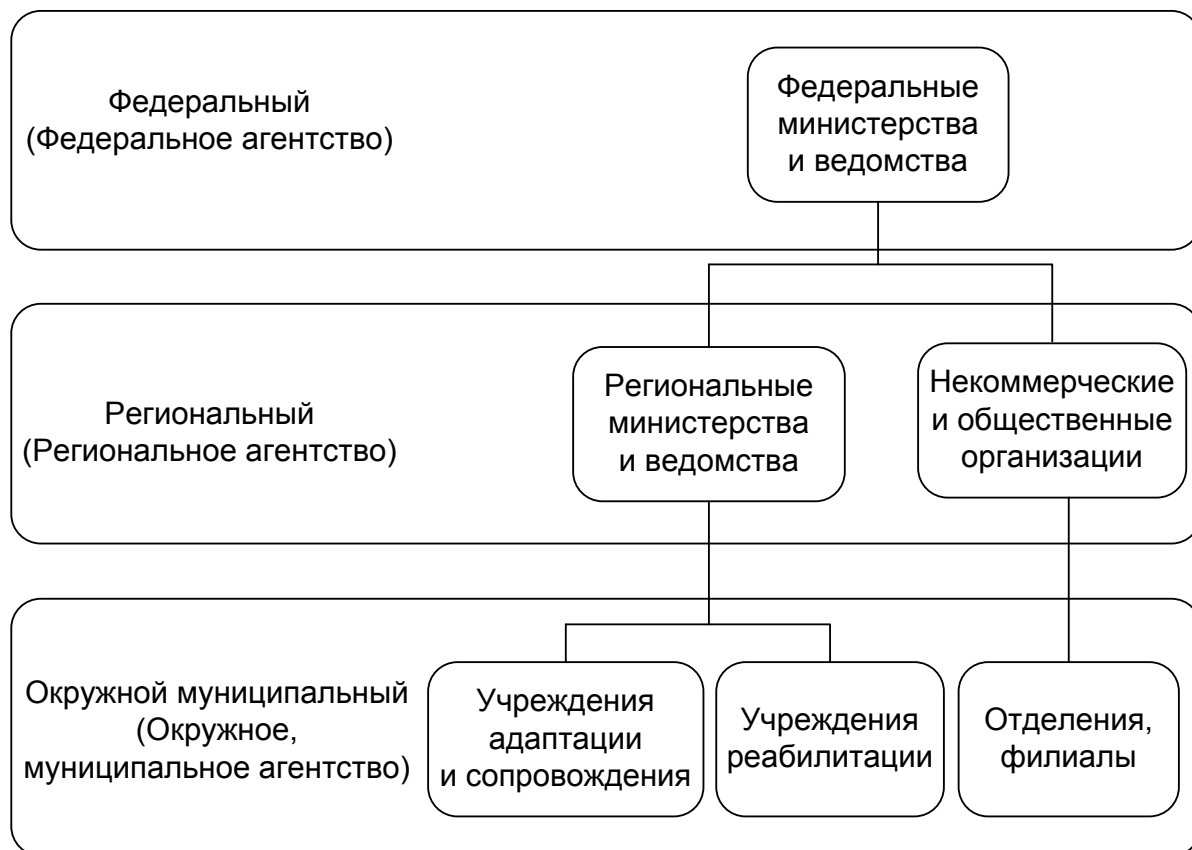 Федеральный
(Федеральное агентство)
Федеральные
министерства
и ведомства
Региональный
(Региональное агентство)
Региональные
министерства
и ведомства
Некоммерческие
и общественные
организации
Окружной муниципальный
(Окружное,
муниципальное агентство)
Учреждения
адаптации
и сопровождения
Учреждения
реабилитации
Отделения,
филиалы